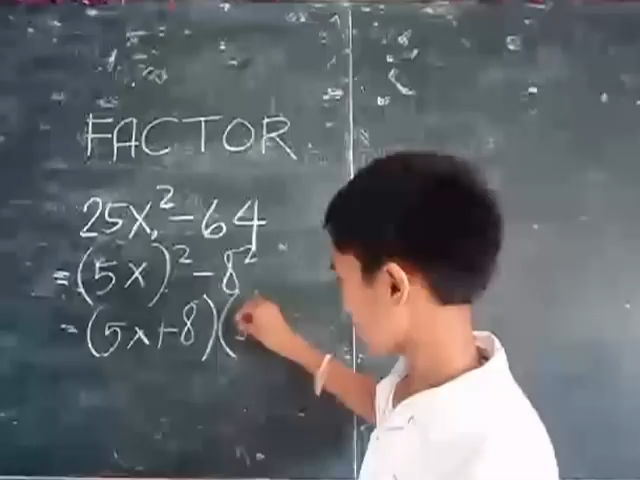 FACTOR
25x²-64
=(5x)²-8²
=(5x+8)(